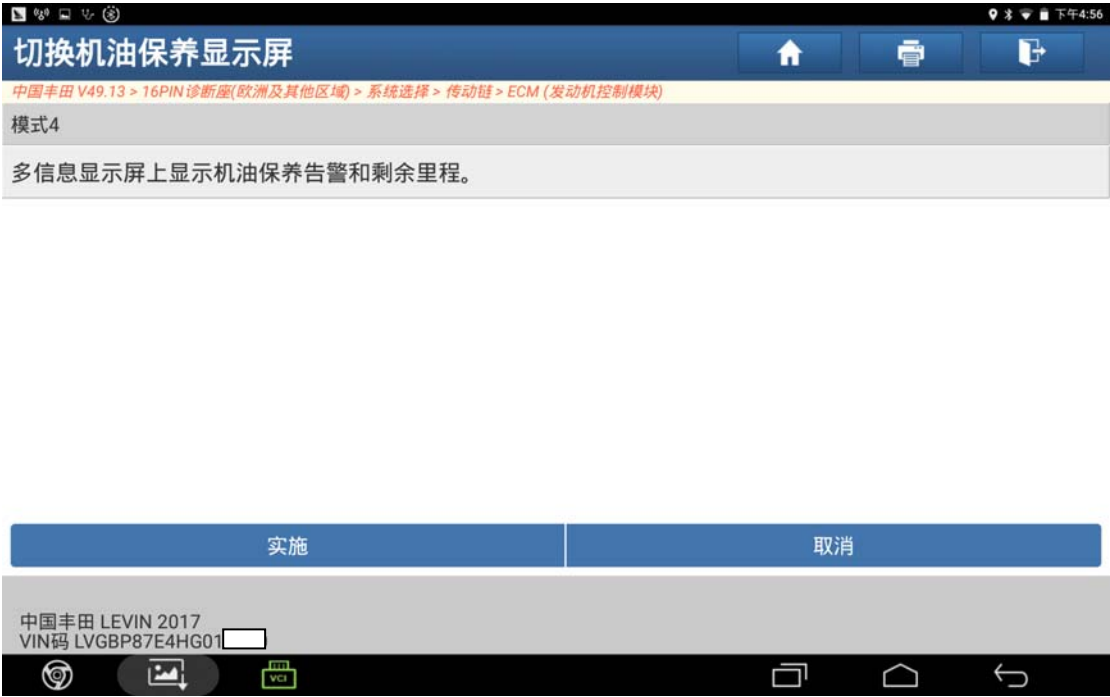 下午4:56
切换机油保养显示屏
中国丰田 V49.13 > 16PIN诊断座(欧洲及其他区域) > 系统选择 > 传动链 > ECM (发动机控制模块)
模式4
多信息显示屏上显示机油保养告警和剩余里程。
实施
取消
中国丰田 LEVIN 2017
VIN码 LVGBP87E4HG01
VCI